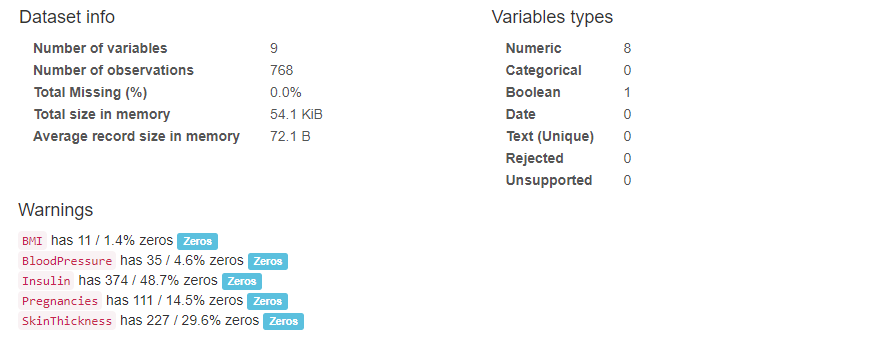 Dataset info
Number of variables 9
Number of observations 768
Total Missing (%) 0.0%
Total size in memory 54.1 KiB
Average record size in memory 72.1 B
Variables types
Numeric 8
Categorical 0
Boolean 1
Date 0
Text (Unique) 0
Rejected 0
Unsupported 0
Warnings
BMI has 11 / 1.4% zeros Zeros
BloodPressure has 35 / 4.6% zeros Zeros
Insulin has 374 / 48.7% zeros Zeros
Pregnancies has 111 / 14.5% zeros Zeros
SkinThickness has 227 / 29.6% zeros Zeros